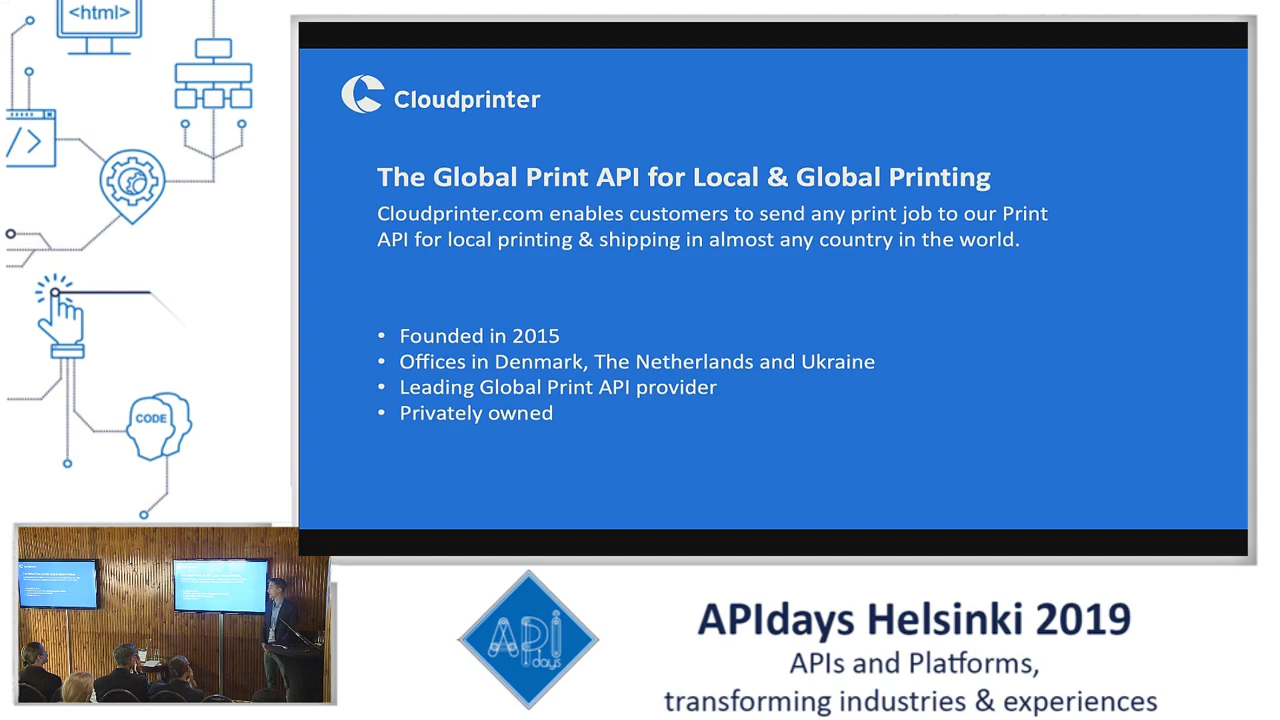 <html>
</>
CODE
Cloudprinter
The Global Print API for Local & Global Printing
Cloudprinter.com enables customers to send any print job to our Print
API for local printing & shipping in almost any country in the world.
• Founded in 2015
• Offices in Denmark, The Netherlands and Ukraine
• Leading Global Print API provider
• Privately owned
API
days
APIdays Helsinki 2019
APIs and Platforms,
transforming industries & experiences